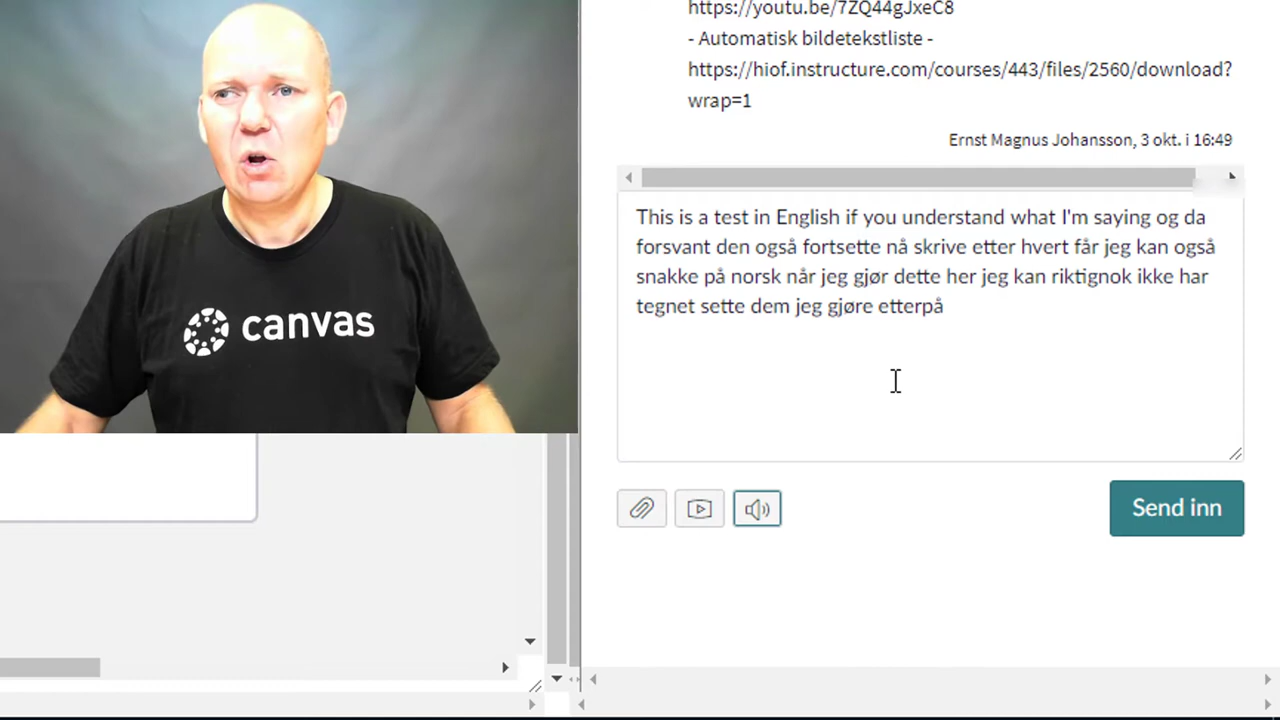 https://youtu.be/7ZQ44gJxeC8
- Automatisk bildetekstliste -
https://hiof.instructure.com/courses/443/files/2560/download?
wrap=1
Ernst Magnus Johansson, 3 okt. i 16:49
This is a test in English if you understand what I'm saying og da
forsvant den også fortsette nå skrive etter hvert får jeg kan også
snakke på norsk når jeg gjør dette her jeg kan riktignok ikke har
tegnet sette dem jeg gjøre etterpå
canvas
Send inn